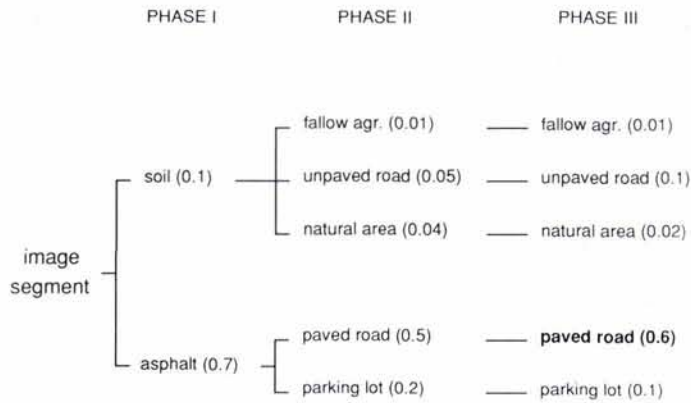 PHASE I PHASE II PHASE III
fallow agr. (0.01) fallow agr. (0.01)
soil (0.1) unpaved road (0.05) unpaved road (0.1)
natural area (0.04) natural area (0.02)
image
segment
paved road (0.5) paved road (0.6)
asphalt (0.7)
parking lot (0.2) parking lot (0.1)